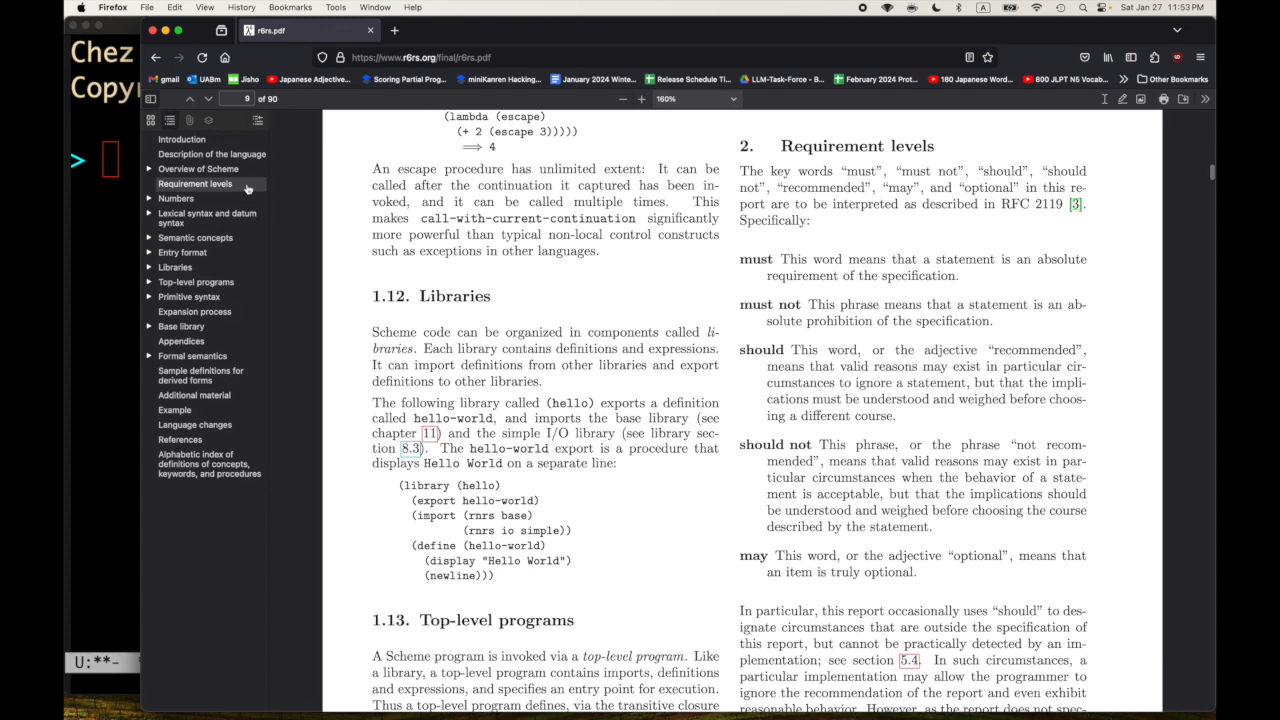 Firefox File Edit View History Bookmarks Tools Window Help
A
Sat Jan 27 11:53 PM
r6rs.pdf
https://www.r6rs.org/final/r6rs.pdf
gmail UABm Jisho Japanese Adjective... Scoring Partial Prog... miniKanren Hacking... January 2024 Winte... Release Schedule Ti... LLM-Task-Force - B... February 2024 Prot... 180 Japanese Word... 800 JLPT N5 Vocab... Other Bookmarks
9 of 90
160%
Chez
Copyr
>
U:**-
Introduction
Description of the language
Overview of Scheme
Requirement levels
Numbers
Lexical syntax and datum
syntax
Semantic concepts
Entry format
Libraries
Top-level programs
Primitive syntax
Expansion process
Base library
Appendices
Formal semantics
Sample definitions for
derived forms
Additional material
Example
Language changes
References
Alphabetic index of
definitions of concepts,
keywords, and procedures
(lambda (escape)
(+ 2 (escape 3)))))
⟹ 4
An escape procedure has unlimited extent: It can be
called after the continuation it captured has been in-
voked, and it can be called multiple times. This
makes call-with-current-continuation significantly
more powerful than typical non-local control constructs
such as exceptions in other languages.
1.12. Libraries
Scheme code can be organized in components called li-
braries. Each library contains definitions and expressions.
It can import definitions from other libraries and export
definitions to other libraries.
The following library called (hello) exports a definition
called hello-world, and imports the base library (see
chapter 11) and the simple I/O library (see library sec-
tion 8.3). The hello-world export is a procedure that
displays Hello World on a separate line:
(library (hello)
(export hello-world)
(import (rnrs base)
(rnrs io simple))
(define (hello-world)
(display "Hello World")
(newline)))
1.13. Top-level programs
A Scheme program is invoked via a top-level program. Like
a library, a top-level program contains imports, definitions
and expressions, and specifies an entry point for execution.
Thus a top-level program defines, via the transitive closure
2. Requirement levels
The key words “must”, “must not”, “should”, “should
not”, “recommended”, “may”, and “optional” in this re-
port are to be interpreted as described in RFC 2119 [3].
Specifically:
must This word means that a statement is an absolute
requirement of the specification.
must not This phrase means that a statement is an ab-
solute prohibition of the specification.
should This word, or the adjective “recommended”,
means that valid reasons may exist in particular cir-
cumstances to ignore a statement, but that the impli-
cations must be understood and weighed before choos-
ing a different course.
should not This phrase, or the phrase “not recom-
mended”, means that valid reasons may exist in par-
ticular circumstances when the behavior of a state-
ment is acceptable, but that the implications should
be understood and weighed before choosing the course
described by the statement.
may This word, or the adjective “optional”, means that
an item is truly optional.
In particular, this report occasionally uses “should” to des-
ignate circumstances that are outside the specification of
this report, but cannot be practically detected by an im-
plementation; see section 5.4. In such circumstances, a
particular implementation may allow the programmer to
ignore the recommendation of the report and even exhibit
reasonable behavior. However, as the report does not spec-